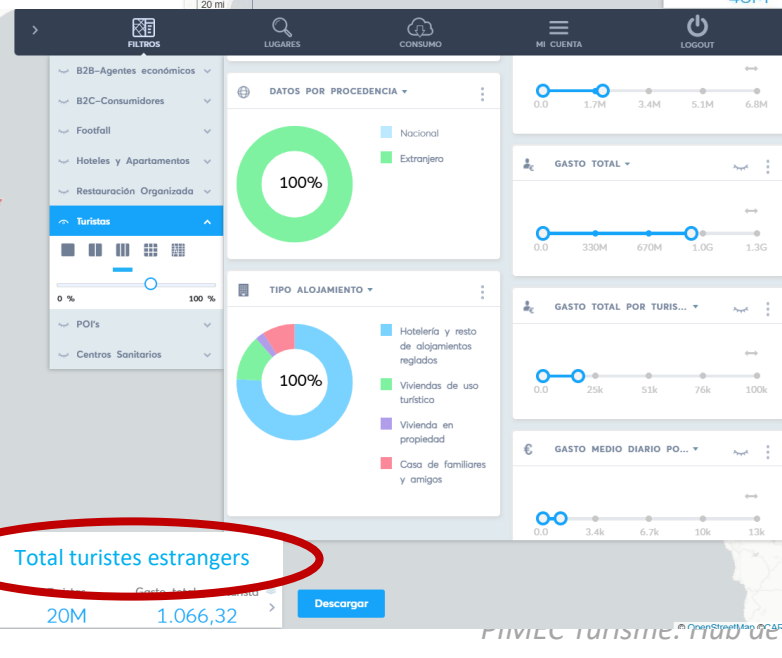 20 mi
FILTROS
LUGARES
CONSUMO
MI CUENTA
LOGOUT
B2B-Agentes económicos
B2C-Consumidores
Footfall
Hoteles y Apartamentos
Restauración Organizada
Turistas
0 %
100 %
POI's
Centros Sanitarios
DATOS POR PROCEDENCIA
100%
Nacional
Extranjero
TIPO ALOJAMIENTO
100%
Hotelería y resto
de alojamientos
reglados
Viviendas de uso
turístico
Vivienda en
propiedad
Casa de familiares
y amigos
0.0 1.7M 3.4M 5.1M 6.8M
GASTO TOTAL
0.0 330M 670M 1.0G 1.3G
GASTO TOTAL POR TURIS...
0.0 25k 51k 76k 100k
GASTO MEDIO DIARIO PO...
0.0 3.4k 6.7k 10k 13k
Total turistes estrangers
Gasto total
20M
1.066,32
Descargar
PIMEC Turisme: Hub de
© OpenStreetMap ©CAR